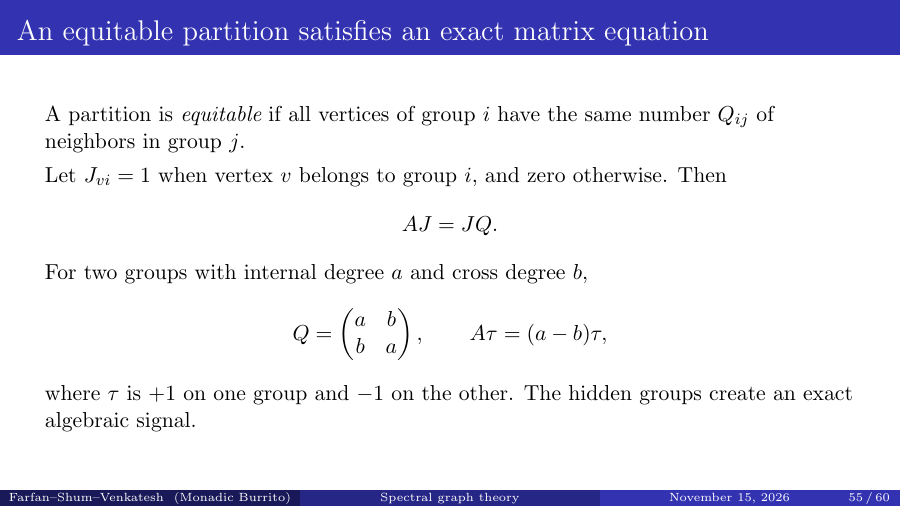 An equitable partition satisfies an exact matrix equation
A partition is equitable if all vertices of group i have the same number Q_{ij} of
neighbors in group j.
Let J_{vi} = 1 when vertex v belongs to group i, and zero otherwise. Then
AJ = JQ.
For two groups with internal degree a and cross degree b,
Q = \begin{pmatrix} a & b \\ b & a \end{pmatrix}, Aτ = (a − b)τ,
where τ is +1 on one group and −1 on the other. The hidden groups create an exact
algebraic signal.
Farfan–Shum–Venkatesh (Monadic Burrito) Spectral graph theory November 15, 2026 55 / 60